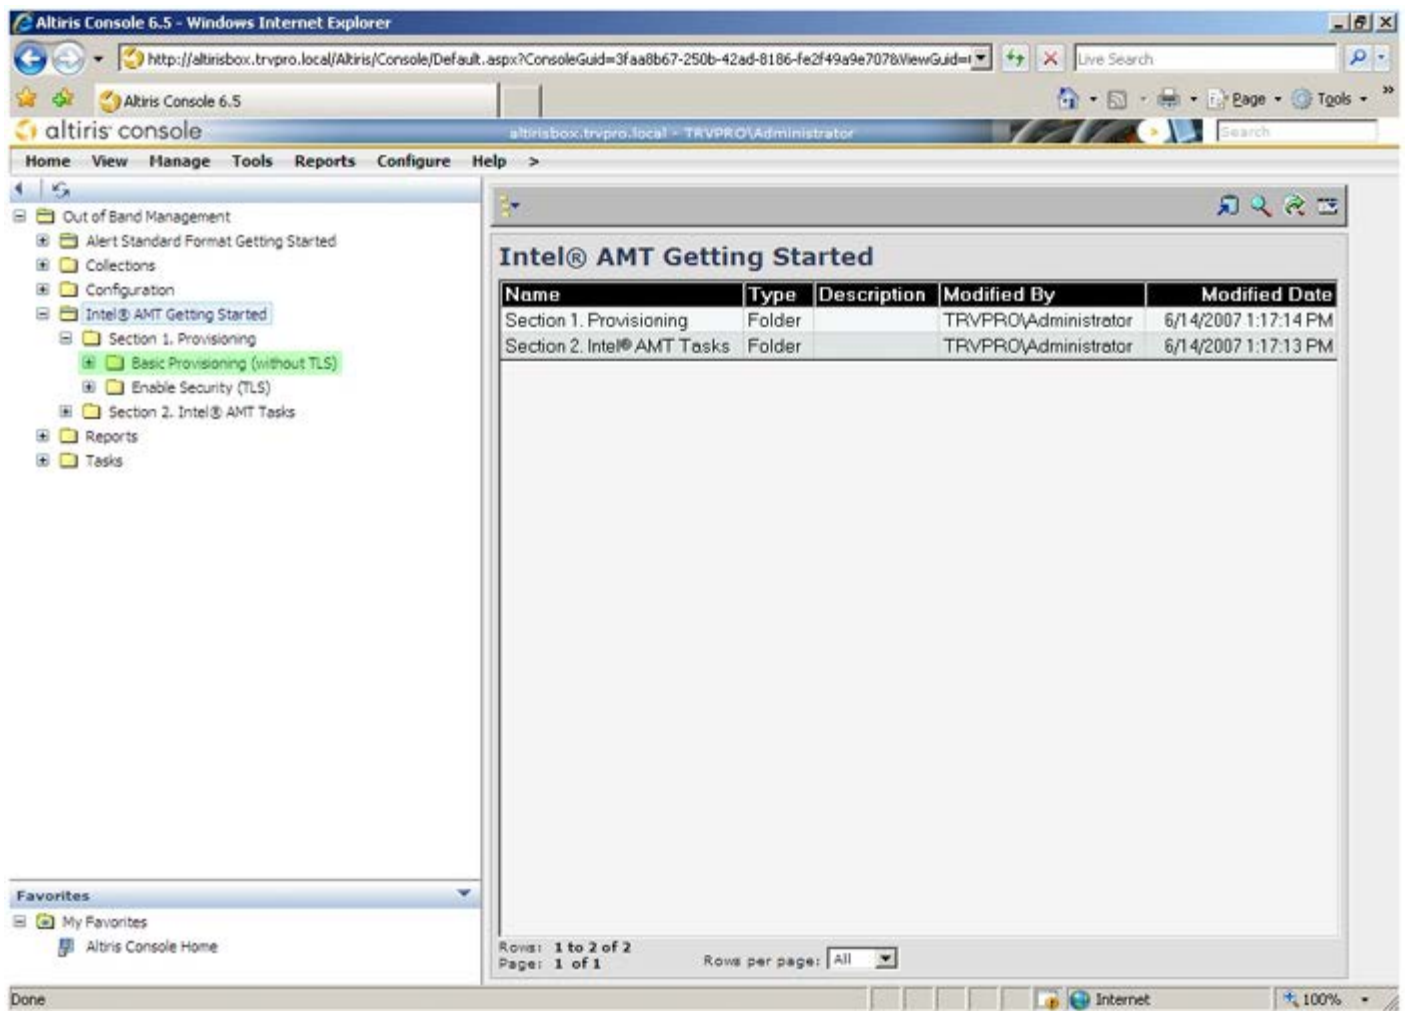 Altiris Console 6.5 - Windows Internet Explorer
http://altirisbox.trvpro.local/Altiris/Console/Default.aspx?ConsoleGuid=3faa8b67-250b-42ad-8186-fe2f49a9e707&ViewGuid=
Live Search
Altiris Console 6.5
Page
Tools
altiris console
altirisbox.trvpro.local - TRVPRO\Administrator
Search
Home View Manage Tools Reports Configure Help >
Out of Band Management
Alert Standard Format Getting Started
Collections
Configuration
Intel® AMT Getting Started
Section 1. Provisioning
Basic Provisioning (without TLS)
Enable Security (TLS)
Section 2. Intel® AMT Tasks
Reports
Tasks
Intel® AMT Getting Started
Name Type Description Modified By Modified Date
Section 1. Provisioning Folder TRVPRO\Administrator 6/14/2007 1:17:14 PM
Section 2. Intel® AMT Tasks Folder TRVPRO\Administrator 6/14/2007 1:17:13 PM
Favorites
My Favorites
Altiris Console Home
Rows: 1 to 2 of 2
Page: 1 of 1
Rows per page: All
Done
Internet
100%